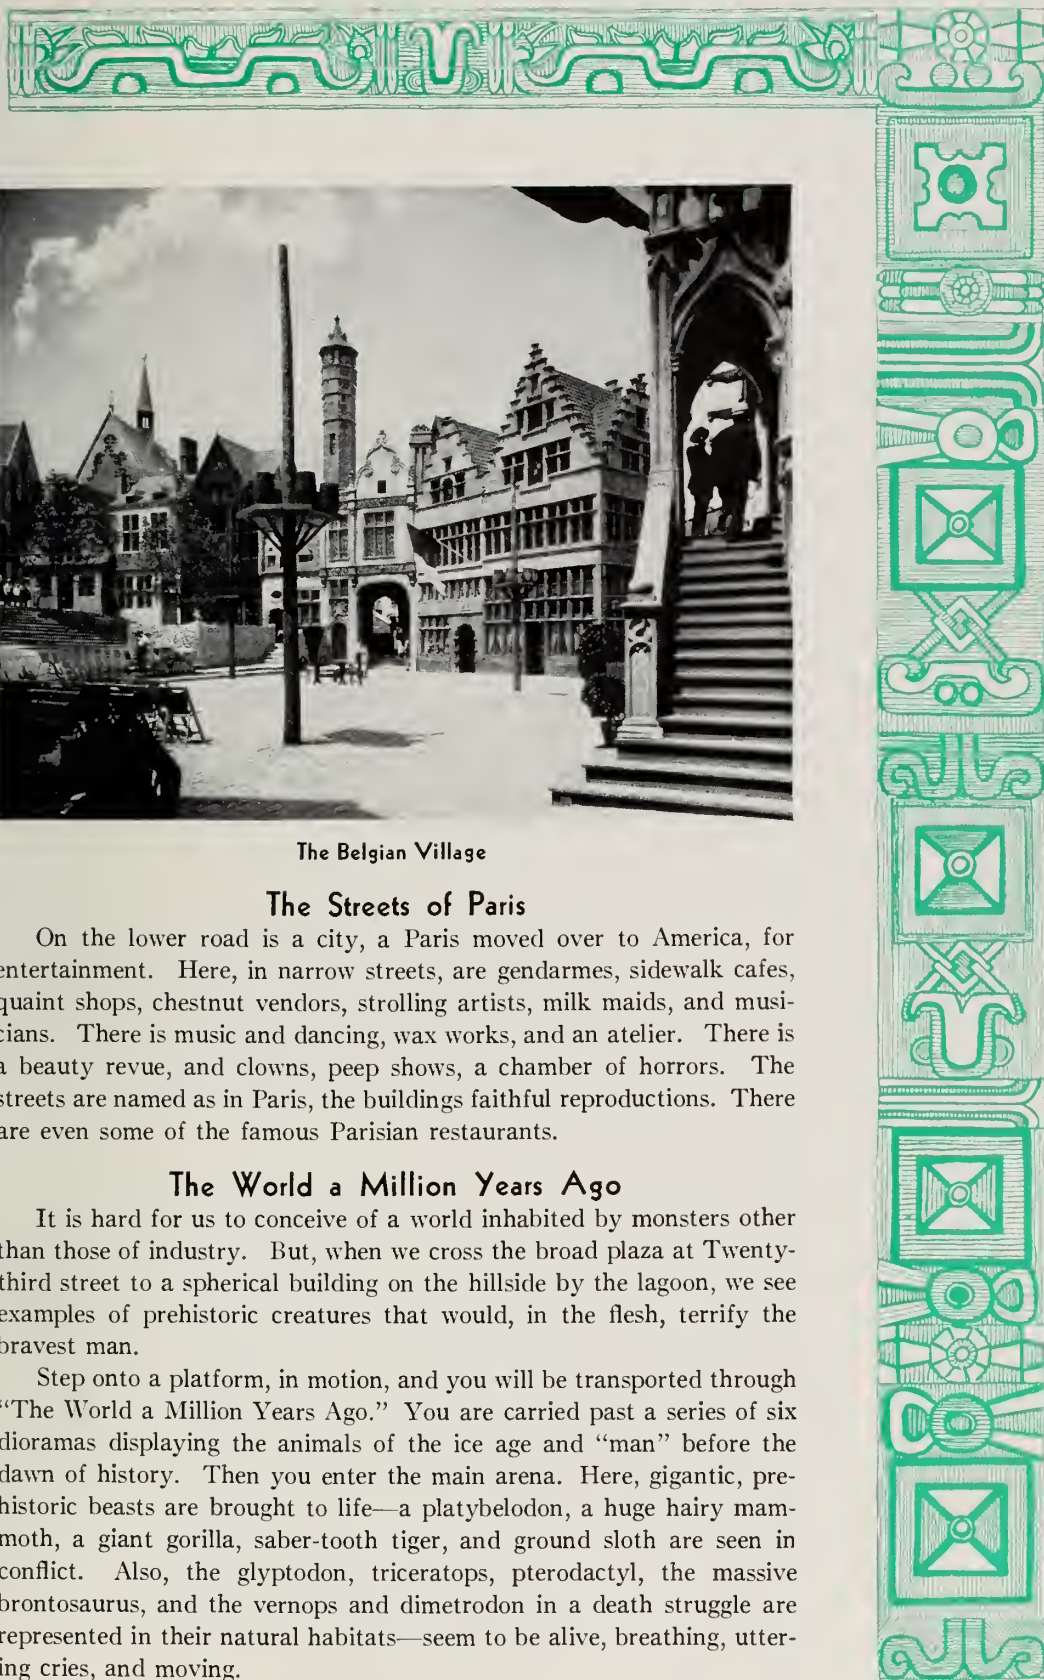 The Belgian Village
The Streets of Paris
On the lower road is a city, a Paris moved over to America, for
entertainment. Here, in narrow streets, are gendarmes, sidewalk cafes,
quaint shops, chestnut vendors, strolling artists, milk maids, and musi-
cians. There is music and dancing, wax works, and an atelier. There is
a beauty revue, and clowns, peep shows, a chamber of horrors. The
streets are named as in Paris, the buildings faithful reproductions. There
are even some of the famous Parisian restaurants.
The World a Million Years Ago
It is hard for us to conceive of a world inhabited by monsters other
than those of industry. But, when we cross the broad plaza at Twenty-
third street to a spherical building on the hillside by the lagoon, we see
examples of prehistoric creatures that would, in the flesh, terrify the
bravest man.
Step onto a platform, in motion, and you will be transported through
"The World a Million Years Ago." You are carried past a series of six
dioramas displaying the animals of the ice age and "man" before the
dawn of history. Then you enter the main arena. Here, gigantic, pre-
historic beasts are brought to life—a platybelodon, a huge hairy mam-
moth, a giant gorilla, saber-tooth tiger, and ground sloth are seen in
conflict. Also, the glyptodon, triceratops, pterodactyl, the massive
brontosaurus, and the vernops and dimetrodon in a death struggle are
represented in their natural habitats—seem to be alive, breathing, utter-
ing cries, and moving.